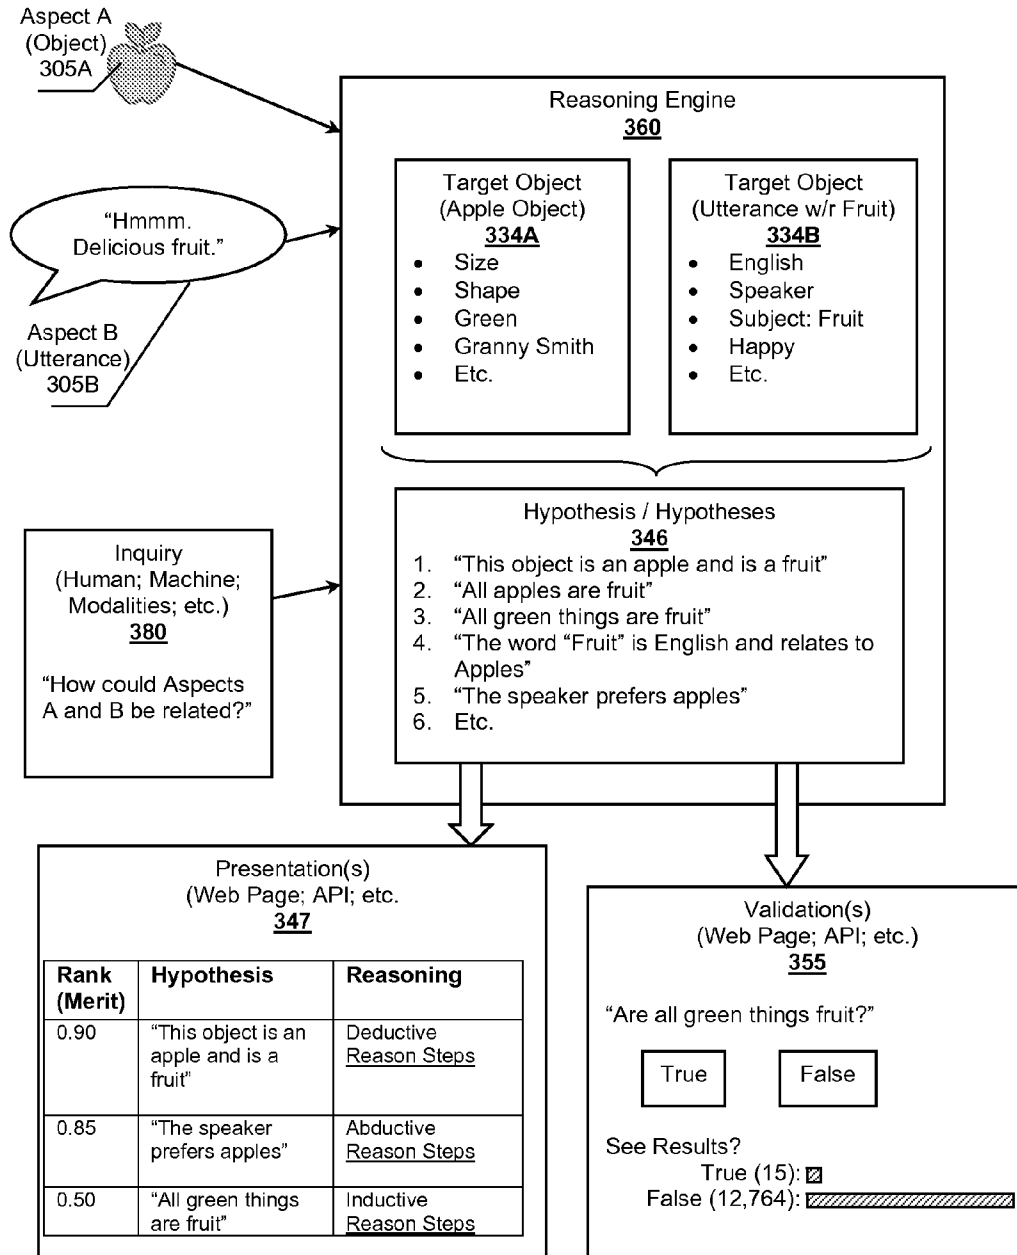 Aspect A
(Object)
305A
“Hmmm.
Delicious fruit.”
Aspect B
(Utterance)
305B
Inquiry
(Human; Machine;
Modalities; etc.)
380
“How could Aspects
A and B be related?”
Reasoning Engine
360
Target Object
(Apple Object)
334A
• Size
• Shape
• Green
• Granny Smith
• Etc.
Target Object
(Utterance w/r Fruit)
334B
• English
• Speaker
• Subject: Fruit
• Happy
• Etc.
Hypothesis / Hypotheses
346
1. “This object is an apple and is a fruit”
2. “All apples are fruit”
3. “All green things are fruit”
4. “The word “Fruit” is English and relates to
Apples”
5. “The speaker prefers apples”
6. Etc.
Presentation(s)
(Web Page; API; etc.
347
Rank Hypothesis Reasoning
(Merit)
0.90 “This object is an Deductive
apple and is a Reason Steps
fruit”
0.85 “The speaker Abductive
prefers apples” Reason Steps
0.50 “All green things Inductive
are fruit” Reason Steps
Validation(s)
(Web Page; API; etc.)
355
“Are all green things fruit?”
True False
See Results?
True (15):
False (12,764):